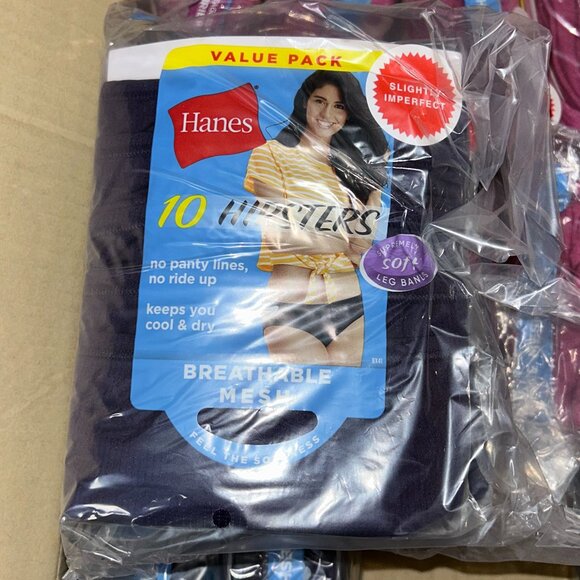 VALUE PACK
SLIGHTLY
IMPERFECT
Hanes
10 HIPSTERS
no panty lines,
no ride up
SUPREMELY
soft
LEG BANDS
keeps you
cool & dry
BREATHABLE
MESH
FEEL THE